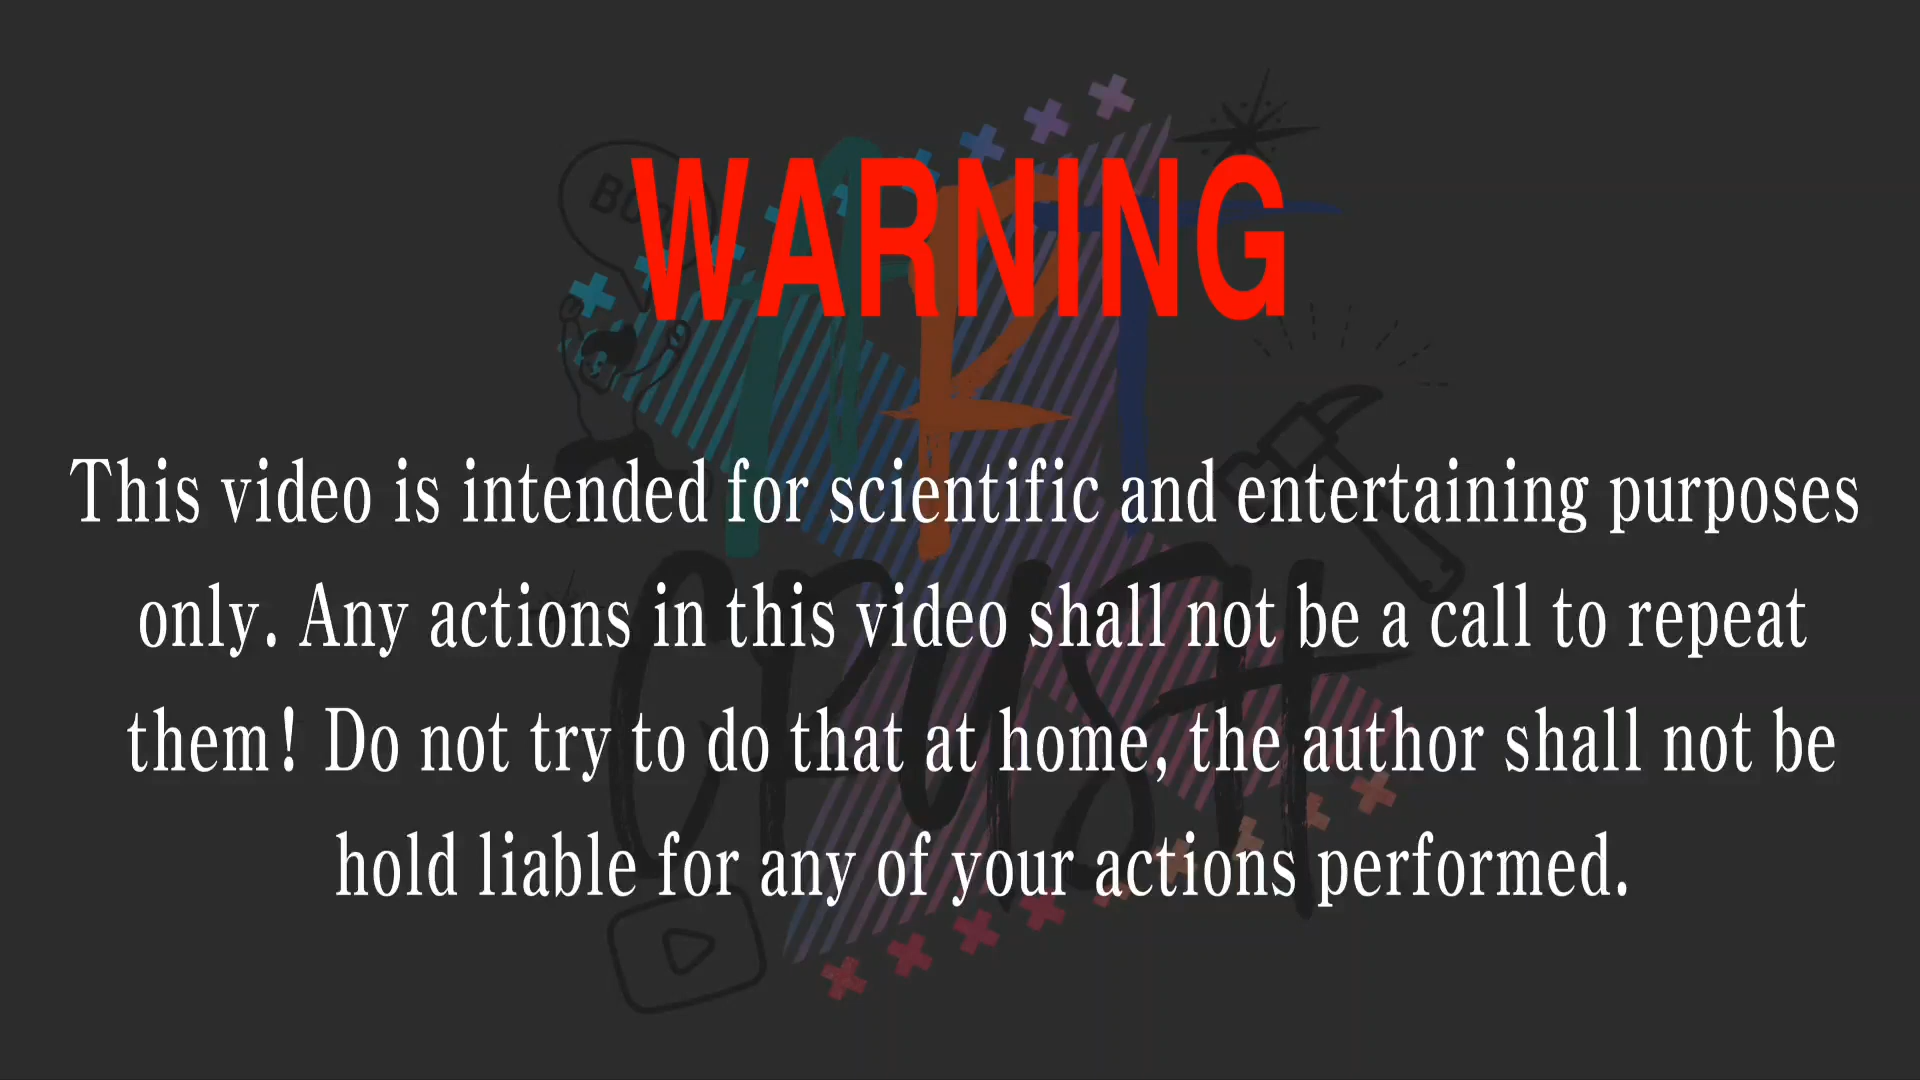 WARNING
This video is intended for scientific and entertaining purposes
only. Any actions in this video shall not be a call to repeat
them! Do not try to do that at home, the author shall not be
hold liable for any of your actions performed.
ART
CRUSH